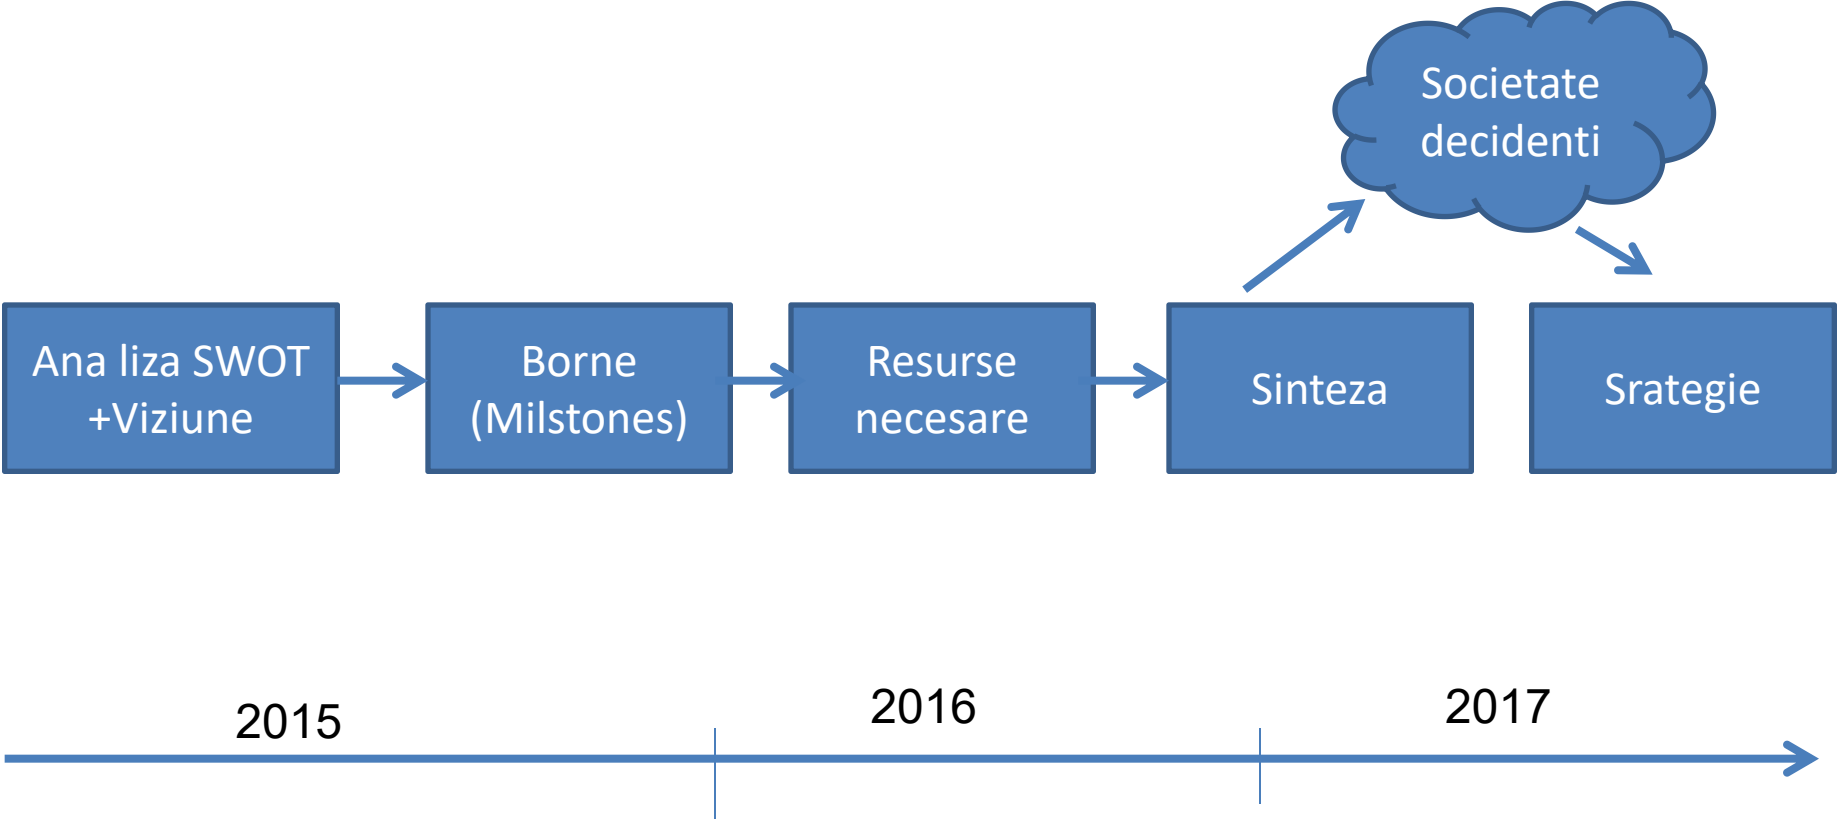 Societate
decidenti
Ana liza SWOT
+Viziune
Borne
(Milstones)
Resurse
necesare
Sinteza
Srategie
2015
2016
2017